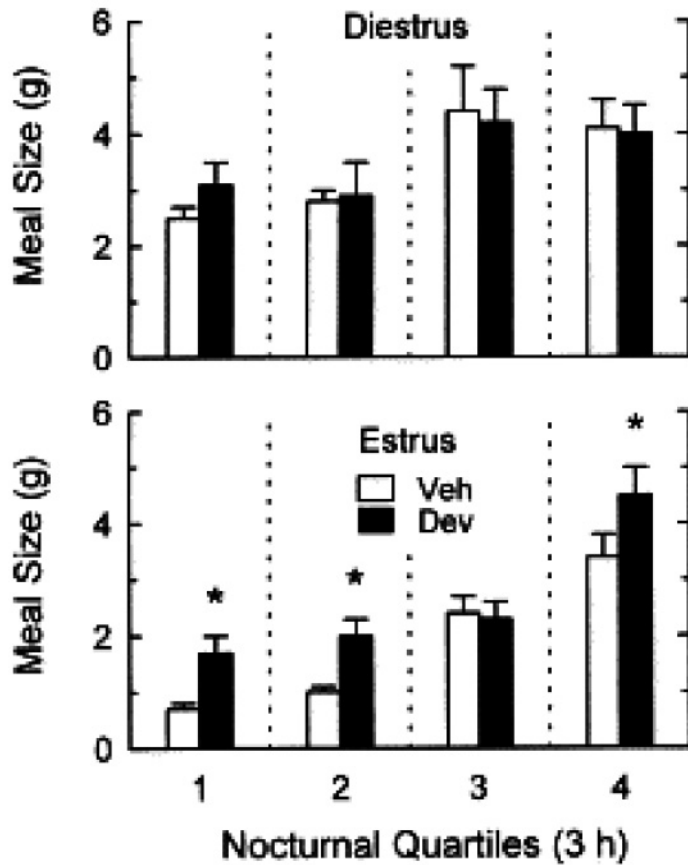 Diestrus
Meal Size (g)
6
4
2
0
Estrus
Veh
Dev
Meal Size (g)
6
4
2
0
*
*
*
1 2 3 4
Nocturnal Quartiles (3 h)